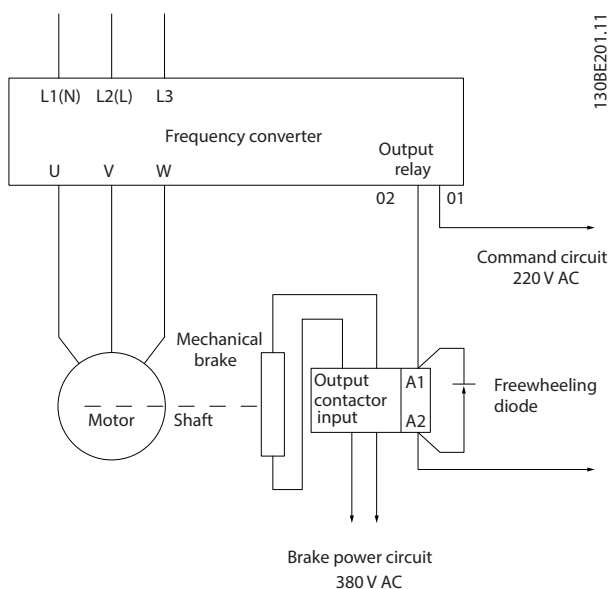 130BE201.11
L1(N) L2(L) L3
Frequency converter
Output
relay
U V W
02 01
Command circuit
220 V AC
Mechanical
brake
Output
contactor
input
A1
A2
Freewheeling
diode
Motor
Shaft
Brake power circuit
380 V AC